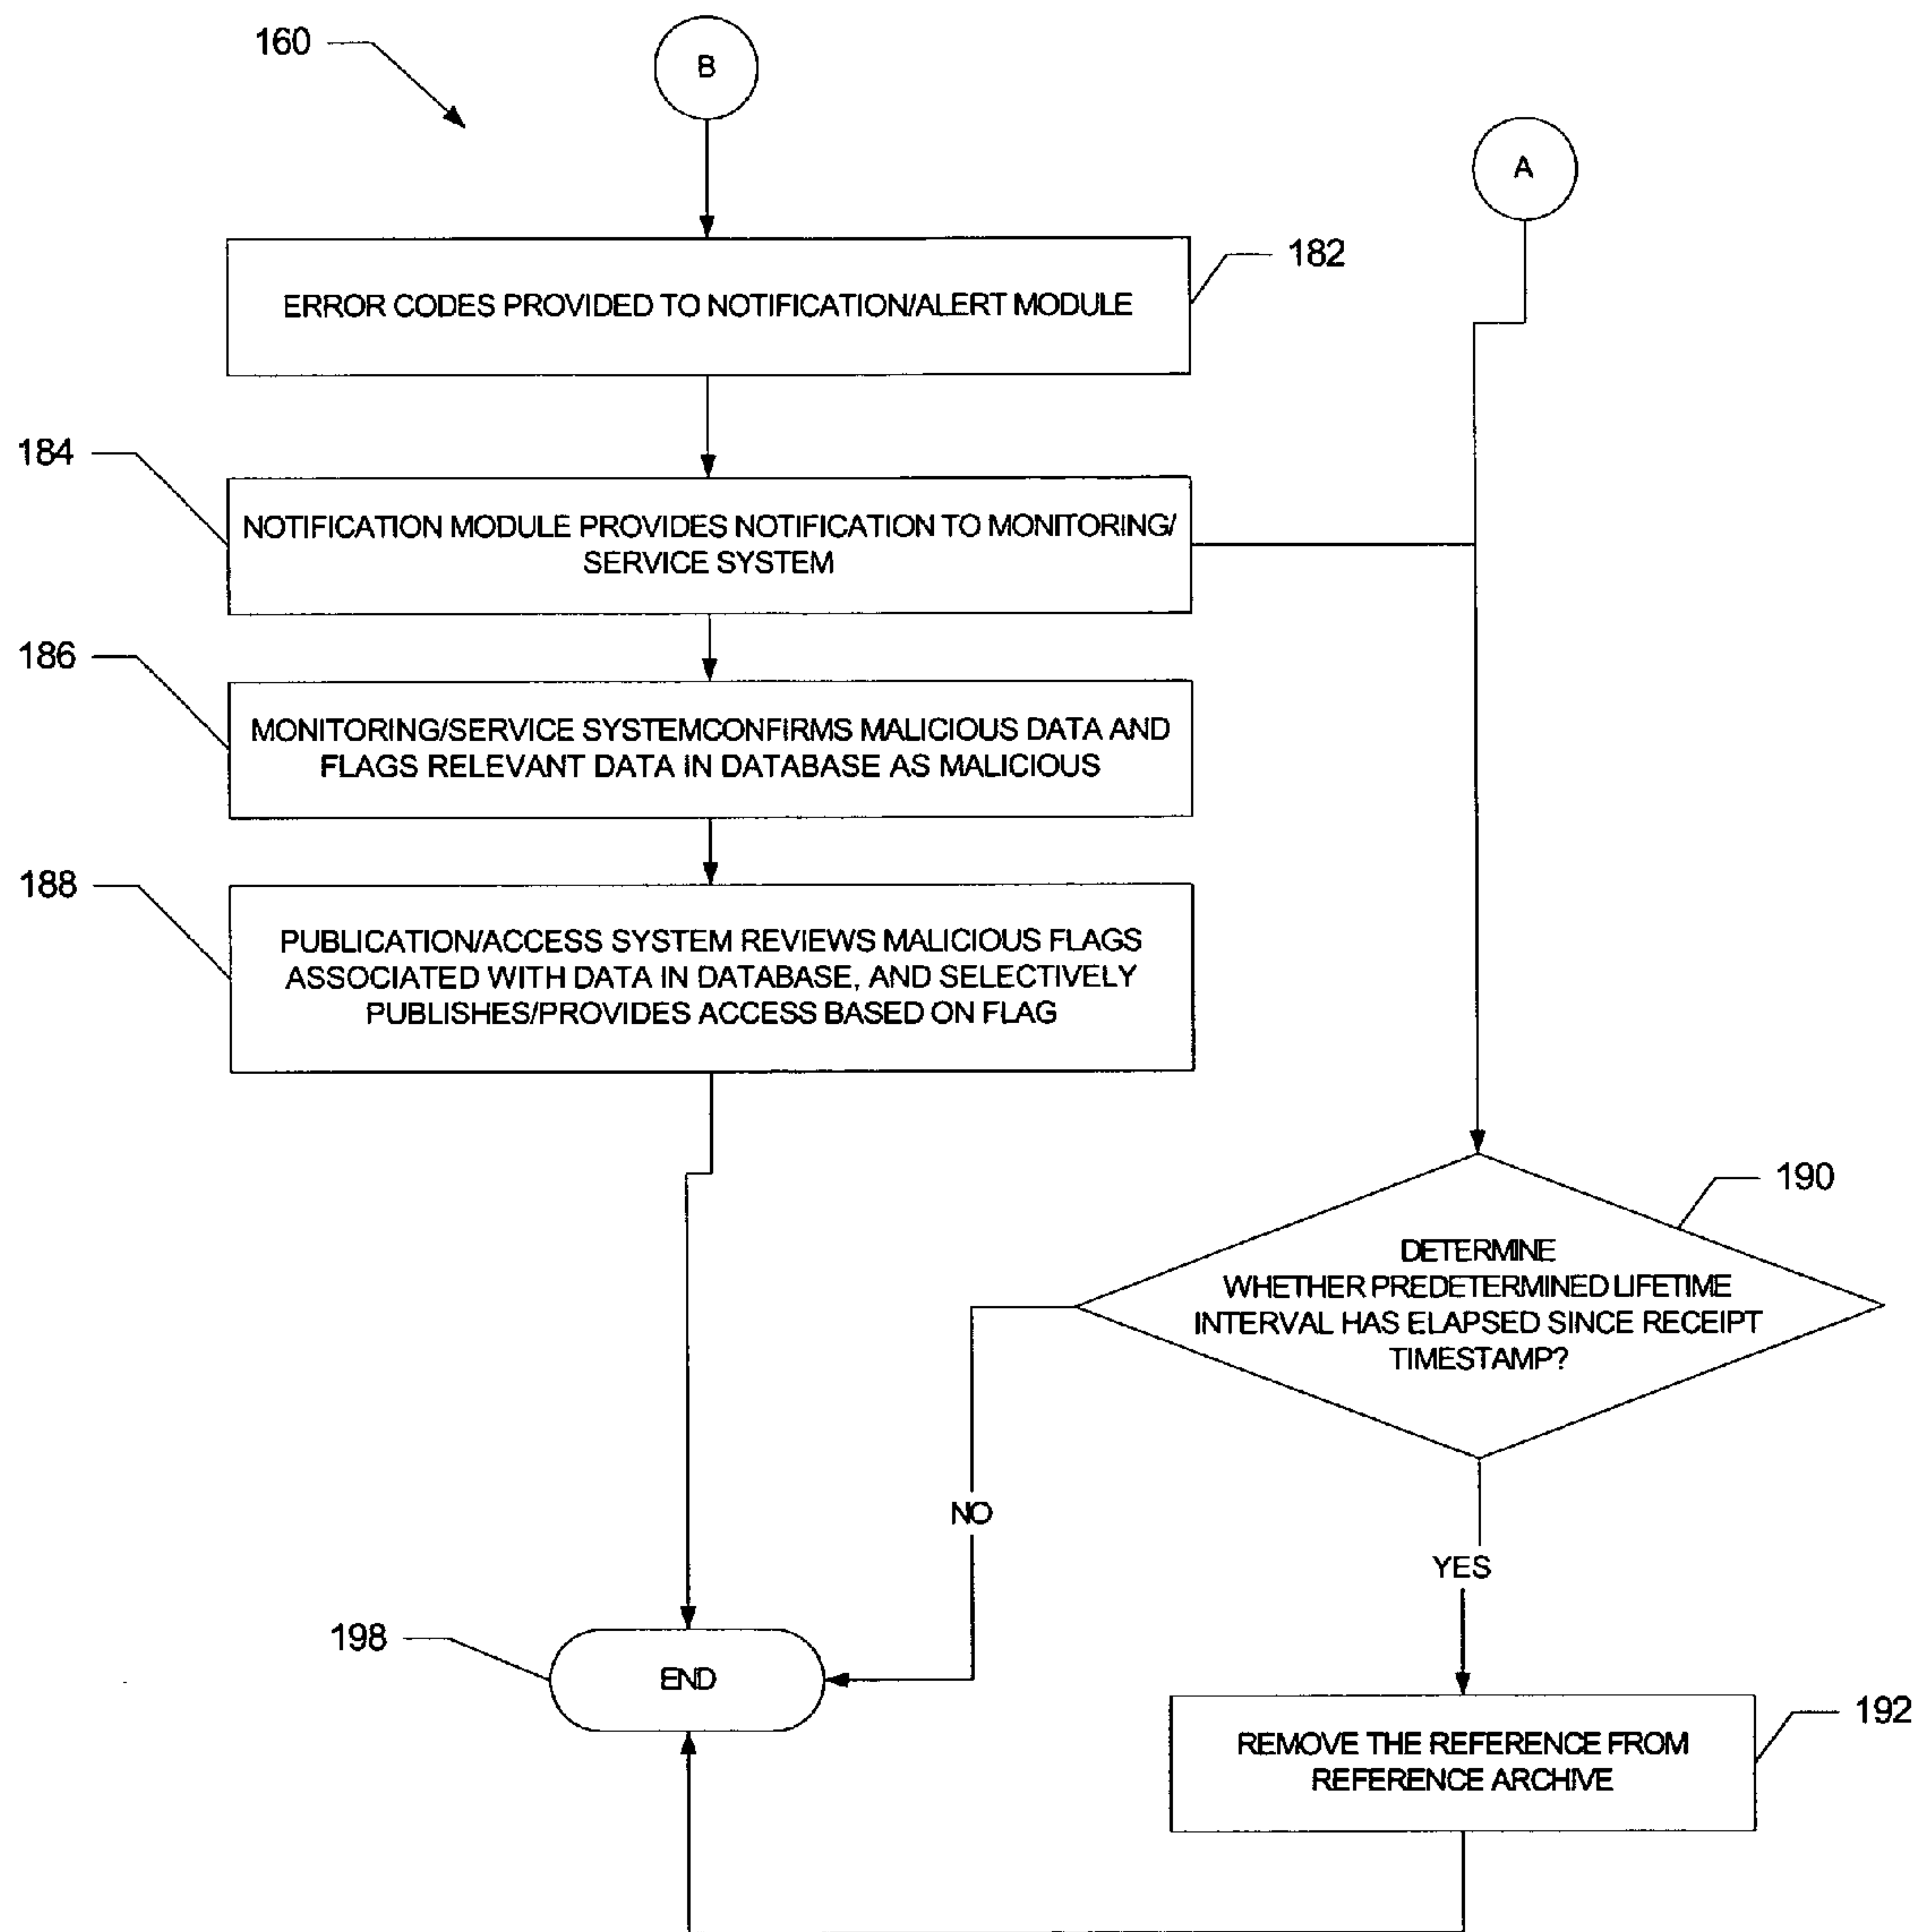 160
B
A
ERROR CODES PROVIDED TO NOTIFICATION/ALERT MODULE
182
184
NOTIFICATION MODULE PROVIDES NOTIFICATION TO MONITORING/
SERVICE SYSTEM
186
MONITORING/SERVICE SYSTEMCONFIRMS MALICIOUS DATA AND
FLAGS RELEVANT DATA IN DATABASE AS MALICIOUS
188
PUBLICATION/ACCESS SYSTEM REVIEWS MALICIOUS FLAGS
ASSOCIATED WITH DATA IN DATABASE, AND SELECTIVELY
PUBLISHES/PROVIDES ACCESS BASED ON FLAG
190
DETERMINE
WHETHER PREDETERMINED LIFETIME
INTERVAL HAS ELAPSED SINCE RECEIPT
TIMESTAMP?
NO
YES
198
END
192
REMOVE THE REFERENCE FROM
REFERENCE ARCHIVE